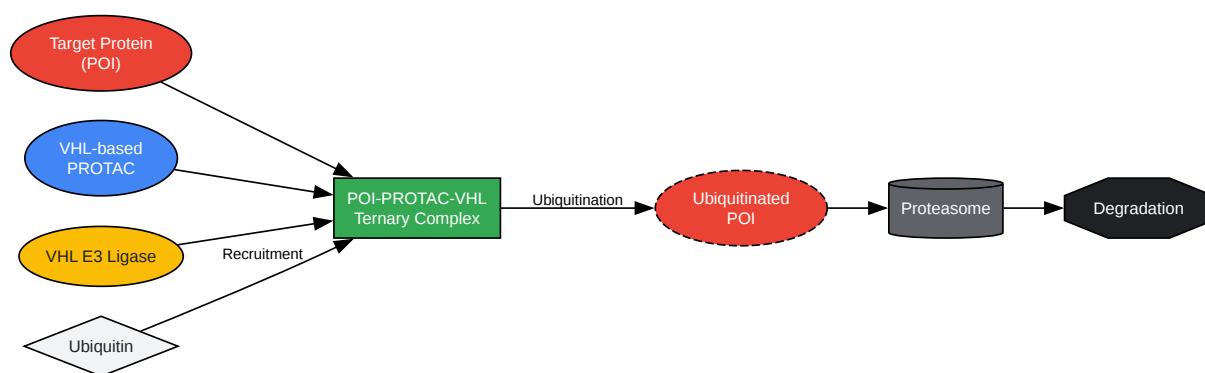 Target Protein
(POI)
VHL-based
PROTAC
VHL E3 Ligase
Recruitment
Ubiquitin
POI-PROTAC-VHL
Ternary Complex
Ubiquitination
Ubiquitinated
POI
Proteasome
Degradation